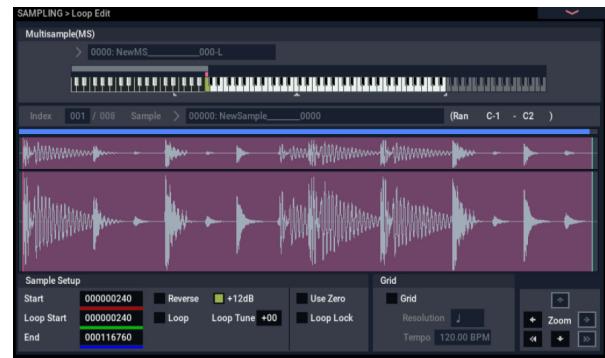 SAMPLING > Loop Edit
Multisample(MS)
> 0000: NewMS_________000-L
Index 001 / 008 Sample > 00000: NewSample____0000 (Ran C-1 - C2 )
Sample Setup Grid
Start 000000240 Reverse +12dB Use Zero Grid
Loop Start 000000240 Loop Loop Tune +00 Loop Lock Resolution ♩ Zoom
End 000116760 Tempo 120.00 BPM